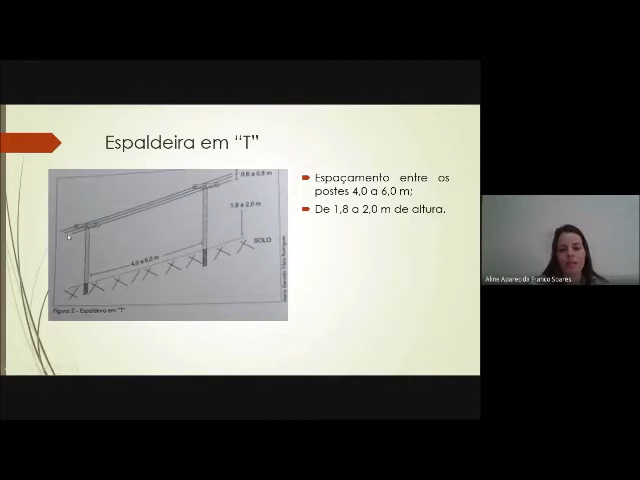 Espaldeira em “T”
0,6 a 0,8 m
1,8 a 2,0 m
SOLO
4,0 a 6,0 m
Figura 2 - Espaldeira em "T"
Espaçamento entre os
postes 4,0 a 6,0 m;
De 1,8 a 2,0 m de altura.
Aline Aparecida Franco Soares